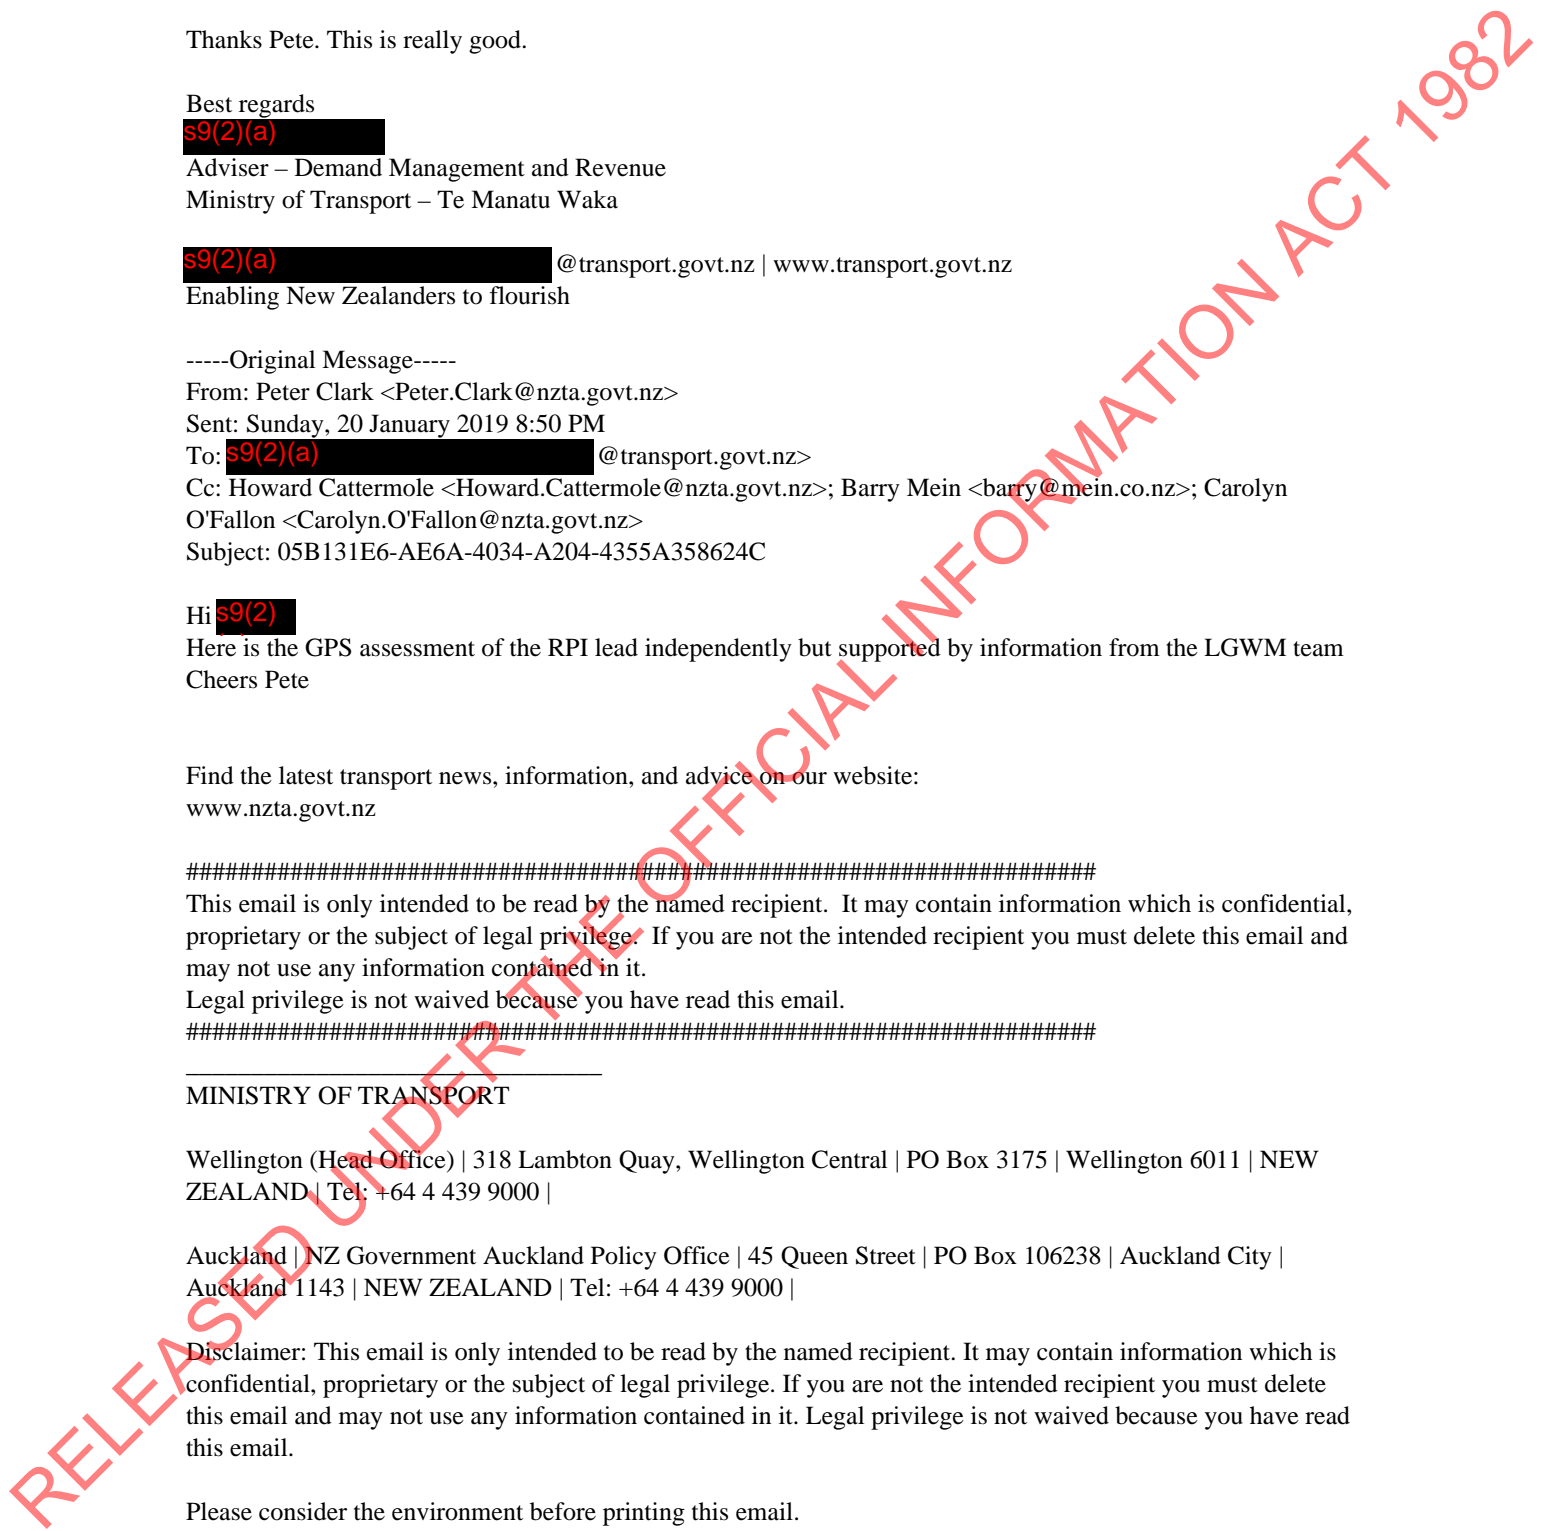 Thanks Pete. This is really good.
Best regards
s9(2)(a)
Adviser – Demand Management and Revenue
Ministry of Transport – Te Manatu Waka
s9(2)(a) @transport.govt.nz | www.transport.govt.nz
Enabling New Zealanders to flourish
-----Original Message-----
From: Peter Clark <Peter.Clark@nzta.govt.nz>
Sent: Sunday, 20 January 2019 8:50 PM
To: s9(2)(a) @transport.govt.nz>
Cc: Howard Cattermole <Howard.Cattermole@nzta.govt.nz>; Barry Mein <barry@mein.co.nz>; Carolyn
O'Fallon <Carolyn.O'Fallon@nzta.govt.nz>
Subject: 05B131E6-AE6A-4034-A204-4355A358624C
Hi s9(2)
Here is the GPS assessment of the RPI lead independently but supported by information from the LGWM team
Cheers Pete
Find the latest transport news, information, and advice on our website:
www.nzta.govt.nz
######################################################################
This email is only intended to be read by the named recipient.  It may contain information which is confidential,
proprietary or the subject of legal privilege.  If you are not the intended recipient you must delete this email and
may not use any information contained in it.
Legal privilege is not waived because you have read this email.
######################################################################
________________________________
MINISTRY OF TRANSPORT
Wellington (Head Office) | 318 Lambton Quay, Wellington Central | PO Box 3175 | Wellington 6011 | NEW
ZEALAND | Tel: +64 4 439 9000 |
Auckland | NZ Government Auckland Policy Office | 45 Queen Street | PO Box 106238 | Auckland City |
Auckland 1143 | NEW ZEALAND | Tel: +64 4 439 9000 |
Disclaimer: This email is only intended to be read by the named recipient. It may contain information which is
confidential, proprietary or the subject of legal privilege. If you are not the intended recipient you must delete
this email and may not use any information contained in it. Legal privilege is not waived because you have read
this email.
Please consider the environment before printing this email.
RELEASED UNDER THE OFFICIAL INFORMATION ACT 1982